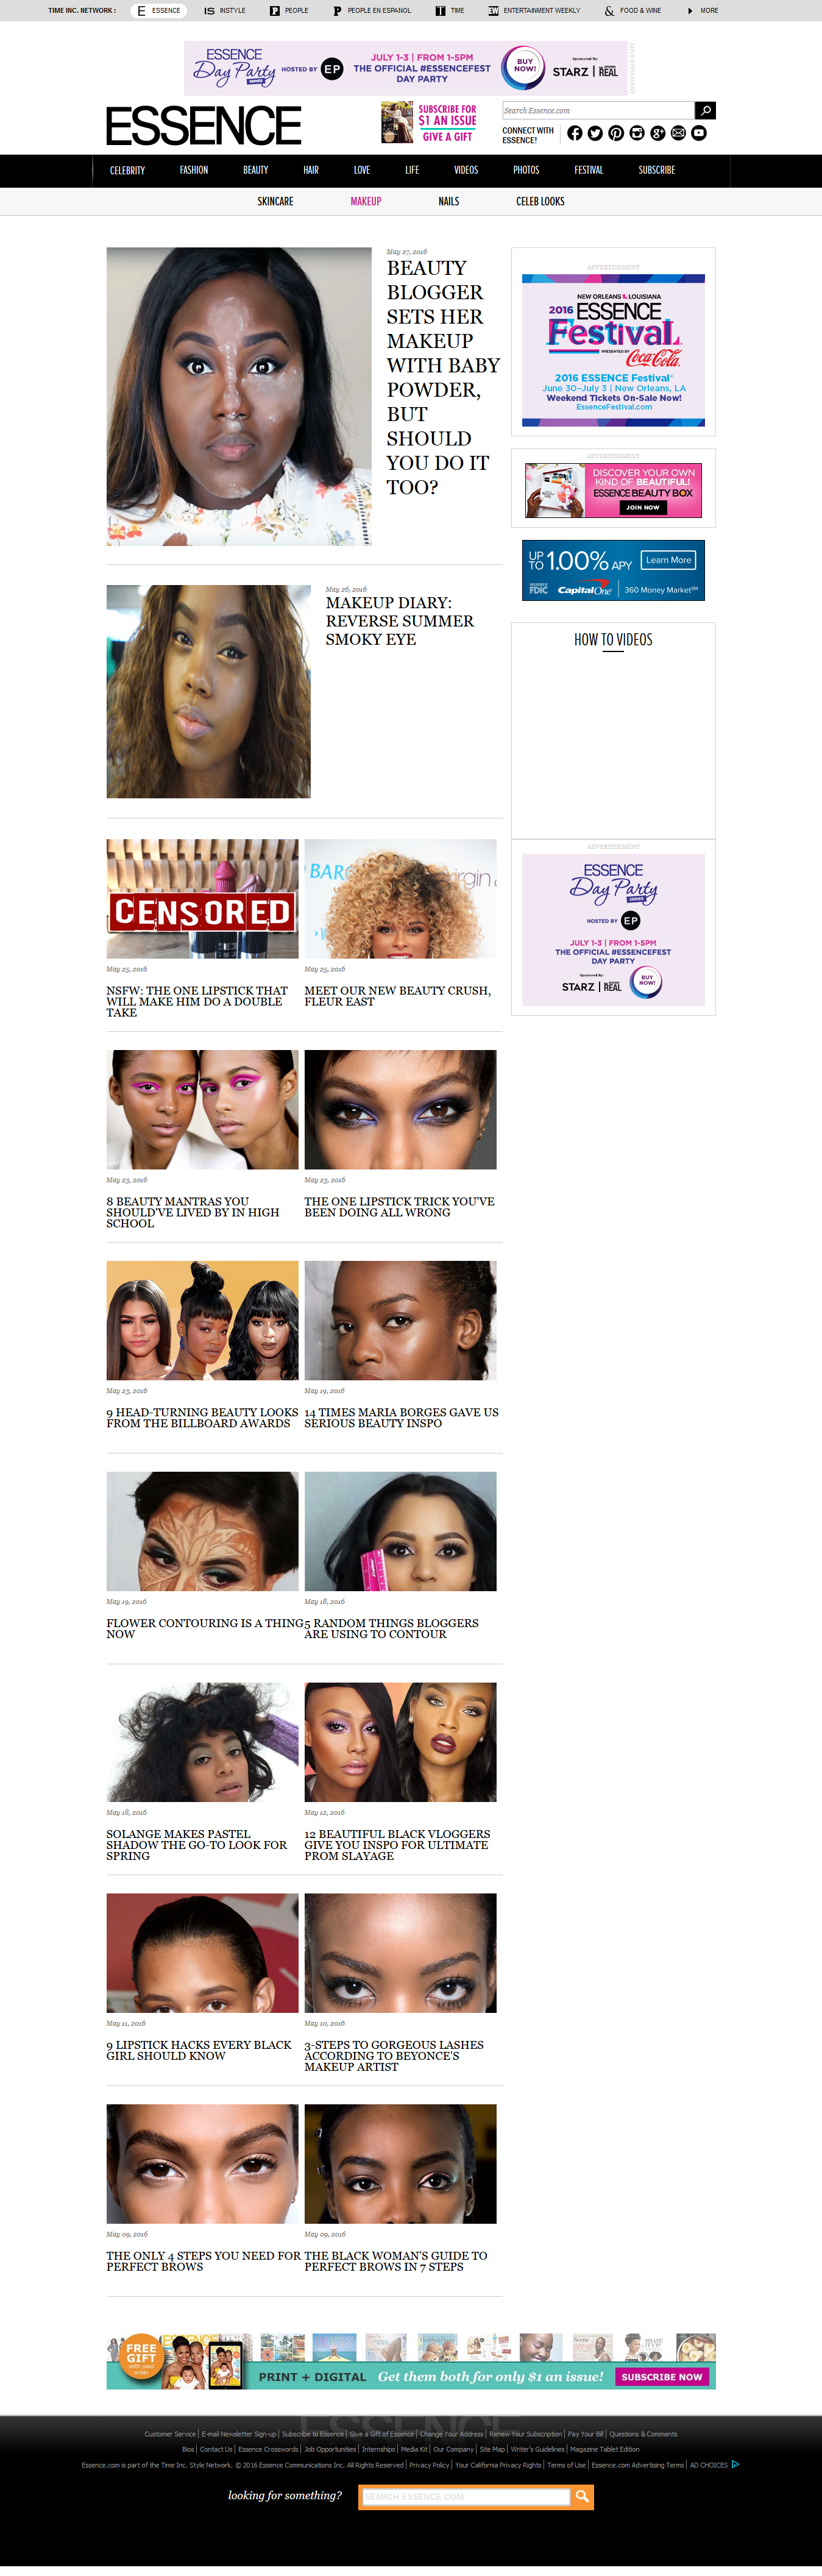 TIME INC. NETWORK :
ESSENCE
INSTYLE
PEOPLE
PEOPLE EN ESPANOL
TIME
ENTERTAINMENT WEEKLY
FOOD & WINE
MORE
ESSENCE
Day Party
SERIES
HOSTED BY EP
JULY 1-3 | FROM 1-5PM
THE OFFICIAL #ESSENCEFEST
DAY PARTY
BUY
NOW!
Sponsored By:
STARZ | REAL
ADVERTISEMENT
ESSENCE
SUBSCRIBE FOR
$1 AN ISSUE
GIVE A GIFT
Search Essence.com
CONNECT WITH
ESSENCE!
CELEBRITY
FASHION
BEAUTY
HAIR
LOVE
LIFE
VIDEOS
PHOTOS
FESTIVAL
SUBSCRIBE
SKINCARE
MAKEUP
NAILS
CELEB LOOKS
May 27, 2016
BEAUTY
BLOGGER
SETS HER
MAKEUP
WITH BABY
POWDER,
BUT
SHOULD
YOU DO IT
TOO?
ADVERTISEMENT
NEW ORLEANS LOUISIANA
2016 ESSENCE
Festival
PRESENTED BY Coca-Cola
2016 ESSENCE Festival®
June 30-July 3 | New Orleans, LA
Weekend Tickets On-Sale Now!
EssenceFestival.com
ADVERTISEMENT
DISCOVER YOUR OWN
KIND OF BEAUTIFUL!
ESSENCE BEAUTY BOX
JOIN NOW
UP TO 1.00% APY
Learn More
MEMBER
FDIC
Capital One
360 Money Market℠
May 26, 2016
MAKEUP DIARY:
REVERSE SUMMER
SMOKY EYE
HOW TO VIDEOS
CENSORED
May 25, 2016
NSFW: THE ONE LIPSTICK THAT
WILL MAKE HIM DO A DOUBLE
TAKE
May 25, 2016
MEET OUR NEW BEAUTY CRUSH,
FLEUR EAST
ADVERTISEMENT
ESSENCE
Day Party
SERIES
HOSTED BY EP
JULY 1-3 | FROM 1-5PM
THE OFFICIAL #ESSENCEFEST
DAY PARTY
Sponsored By:
STARZ | REAL
BUY
NOW!
May 23, 2016
8 BEAUTY MANTRAS YOU
SHOULD'VE LIVED BY IN HIGH
SCHOOL
May 23, 2016
THE ONE LIPSTICK TRICK YOU'VE
BEEN DOING ALL WRONG
May 23, 2016
9 HEAD-TURNING BEAUTY LOOKS
FROM THE BILLBOARD AWARDS
May 19, 2016
14 TIMES MARIA BORGES GAVE US
SERIOUS BEAUTY INSPO
May 19, 2016
FLOWER CONTOURING IS A THING
NOW
May 18, 2016
5 RANDOM THINGS BLOGGERS
ARE USING TO CONTOUR
May 18, 2016
SOLANGE MAKES PASTEL
SHADOW THE GO-TO LOOK FOR
SPRING
May 12, 2016
12 BEAUTIFUL BLACK VLOGGERS
GIVE YOU INSPO FOR ULTIMATE
PROM SLAYAGE
May 11, 2016
9 LIPSTICK HACKS EVERY BLACK
GIRL SHOULD KNOW
May 10, 2016
3-STEPS TO GORGEOUS LASHES
ACCORDING TO BEYONCE'S
MAKEUP ARTIST
May 09, 2016
THE ONLY 4 STEPS YOU NEED FOR
PERFECT BROWS
May 09, 2016
THE BLACK WOMAN'S GUIDE TO
PERFECT BROWS IN 7 STEPS
FREE
GIFT
with paid
order
ESSENCE
PRINT + DIGITAL
Get them both for only $1 an issue!
SUBSCRIBE NOW
ESSENCE
Customer Service | E-mail Newsletter Sign-up | Subscribe to Essence | Give a Gift of Essence | Change Your Address | Renew Your Subscription | Pay Your Bill | Questions & Comments
Bios | Contact Us | Essence Crosswords | Job Opportunities | Internships | Media Kit | Our Company | Site Map | Writer's Guidelines | Magazine Tablet Edition
Essence.com is part of the Time Inc. Style Network. © 2016 Essence Communications Inc. All Rights Reserved | Privacy Policy | Your California Privacy Rights | Terms of Use | Essence.com Advertising Terms | AD CHOICES
looking for something?
SEARCH ESSENCE.COM